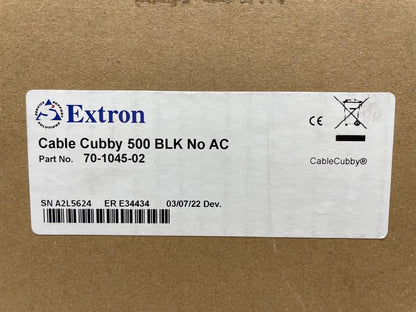 Extron
Cable Cubby 500 BLK No AC
Part No. 70-1045-02
CE
CableCubby®
SN A2L5624 ER E34434 03/07/22 Dev.